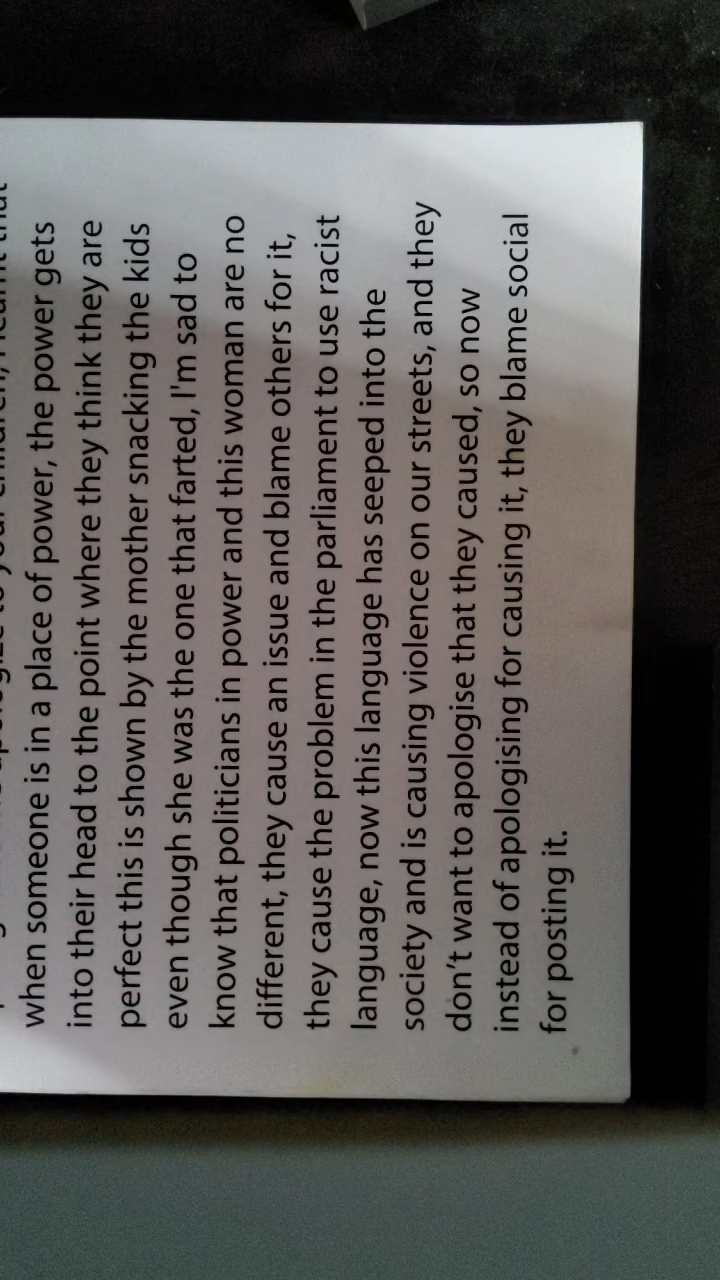 when someone is in a place of power, the power gets
into their head to the point where they think they are
perfect this is shown by the mother snacking the kids
even though she was the one that farted, I'm sad to
know that politicians in power and this woman are no
different, they cause an issue and blame others for it,
they cause the problem in the parliament to use racist
language, now this language has seeped into the
society and is causing violence on our streets, and they
don't want to apologise that they caused, so now
instead of apologising for causing it, they blame social
for posting it.